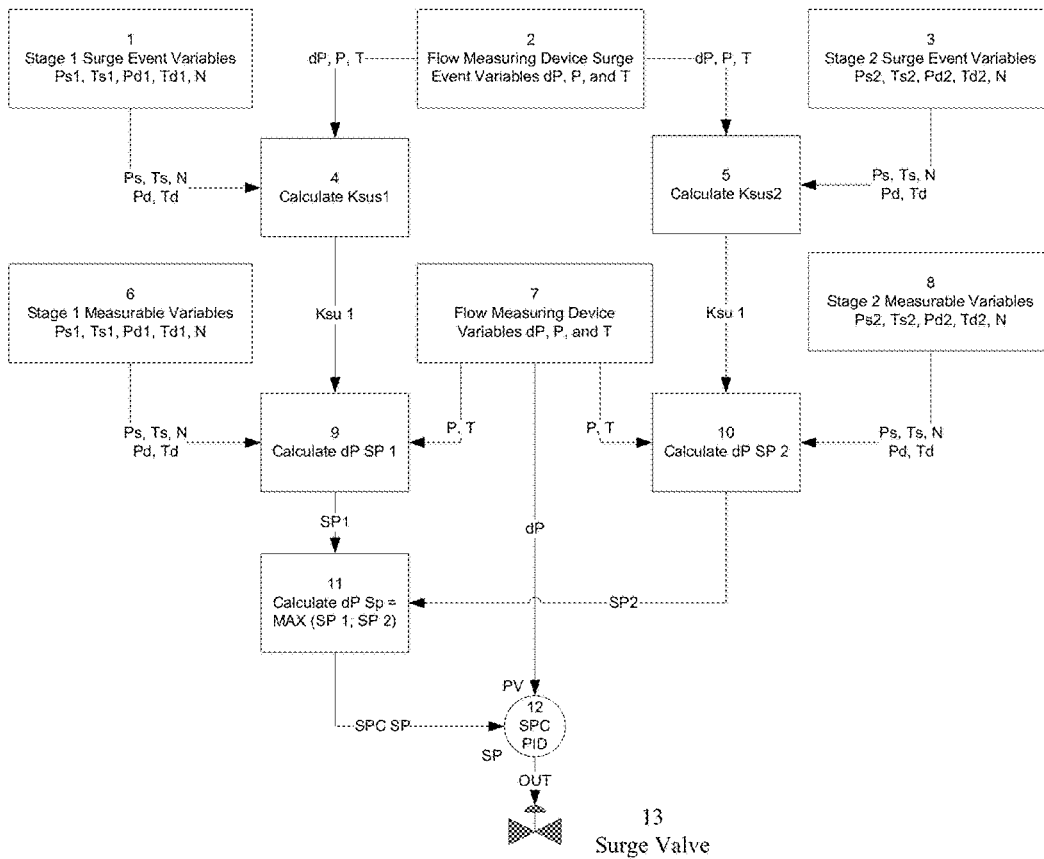 1
Stage 1 Surge Event Variables
Ps1, Ts1, Pd1, Td1, N
2
Flow Measuring Device Surge
Event Variables dP, P, and T
3
Stage 2 Surge Event Variables
Ps2, Ts2, Pd2, Td2, N
dP, P, T
dP, P, T
Ps, Ts, N
Pd, Td
4
Calculate Ksus1
5
Calculate Ksus2
Ps, Ts, N
Pd, Td
6
Stage 1 Measurable Variables
Ps1, Ts1, Pd1, Td1, N
Ksu 1
7
Flow Measuring Device
Variables dP, P, and T
Ksu 1
8
Stage 2 Measurable Variables
Ps2, Ts2, Pd2, Td2, N
Ps, Ts, N
Pd, Td
9
Calculate dP SP 1
P, T
P, T
10
Calculate dP SP 2
Ps, Ts, N
Pd, Td
SP1
dP
11
Calculate dP Sp =
MAX (SP 1; SP 2)
SP2
PV
12
SPC
PID
SPC SP
SP
OUT
13
Surge Valve